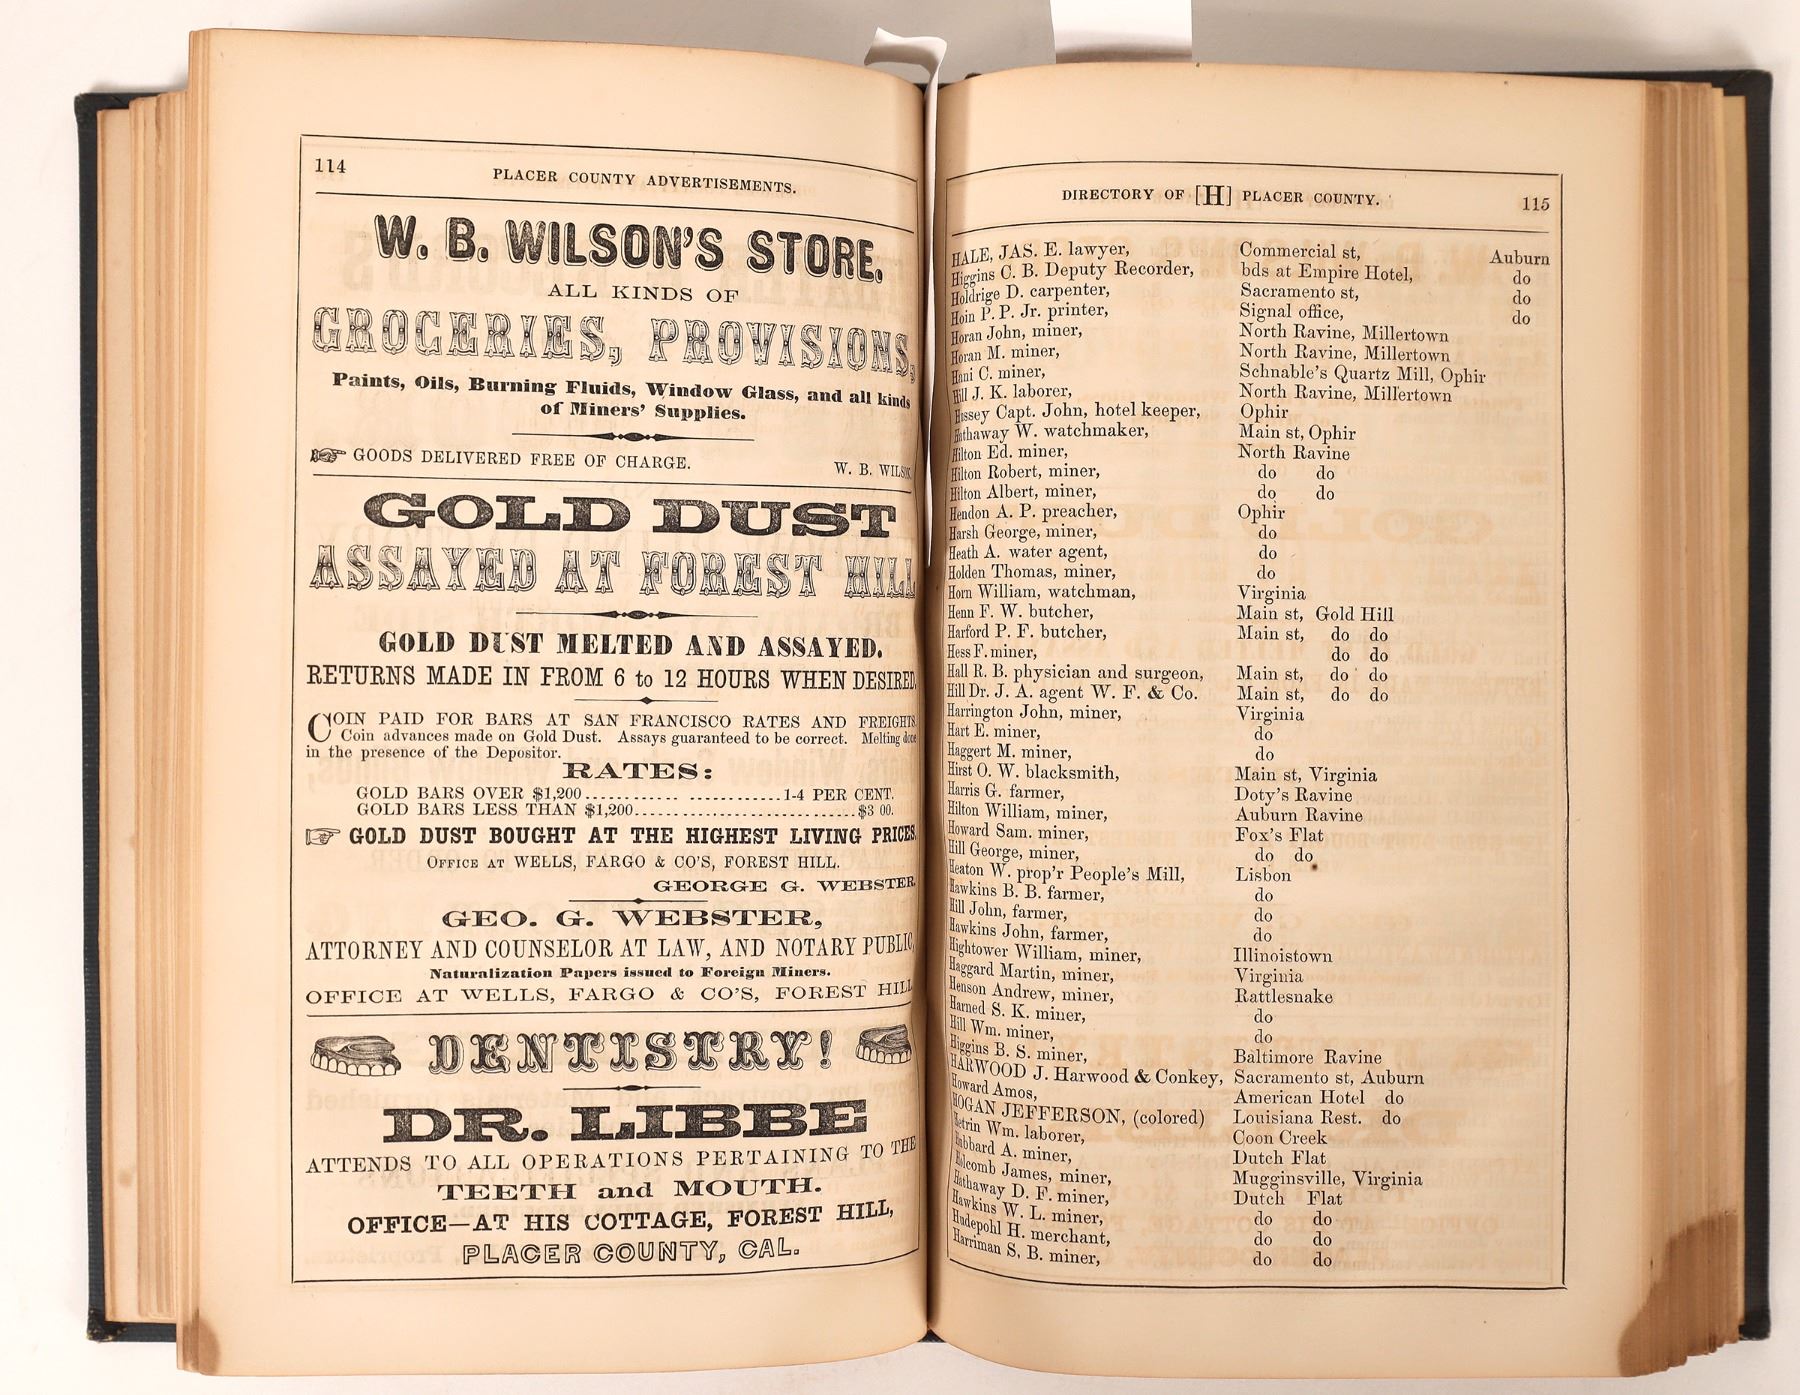 114
PLACER COUNTY ADVERTISEMENTS.
W. B. WILSON'S STORE.
ALL KINDS OF
GROCERIES, PROVISIONS,
Paints, Oils, Burning Fluids, Window Glass, and all kinds
of Miners' Supplies.
GOODS DELIVERED FREE OF CHARGE. W. B. WILSON
GOLD DUST
ASSAYED AT FOREST HILL
GOLD DUST MELTED AND ASSAYED.
RETURNS MADE IN FROM 6 to 12 HOURS WHEN DESIRED.
COIN PAID FOR BARS AT SAN FRANCISCO RATES AND FREIGHTS.
Coin advances made on Gold Dust. Assays guaranteed to be correct. Melting done
in the presence of the Depositor.
RATES:
GOLD BARS OVER $1,200............ ............1-4 PER CENT.
GOLD BARS LESS THAN $1,200.............................$3 00.
GOLD DUST BOUGHT AT THE HIGHEST LIVING PRICES.
OFFICE AT WELLS, FARGO & CO'S, FOREST HILL.
GEORGE G. WEBSTER.
GEO. G. WEBSTER,
ATTORNEY AND COUNSELOR AT LAW, AND NOTARY PUBLIC,
Naturalization Papers issued to Foreign Miners.
OFFICE AT WELLS, FARGO & CO'S, FOREST HILL.
DENTISTRY!
DR. LIBBE
ATTENDS TO ALL OPERATIONS PERTAINING TO THE
TEETH and MOUTH.
OFFICE—AT HIS COTTAGE, FOREST HILL,
PLACER COUNTY, CAL.
DIRECTORY OF [H] PLACER COUNTY. 115
HALE, JAS. E. lawyer, Commercial st, Auburn
Higgins C. B. Deputy Recorder, bds at Empire Hotel, do
Holdrige D. carpenter, Sacramento st, do
Hoin P. P. Jr. printer, Signal office, do
Horan John, miner, North Ravine, Millertown
Horan M. miner, North Ravine, Millertown
Hani C. miner, Schnable's Quartz Mill, Ophir
Hill J. K. laborer, North Ravine, Millertown
Hussey Capt. John, hotel keeper, Ophir
Hathaway W. watchmaker, Main st, Ophir
Hilton Ed. miner, North Ravine
Hilton Robert, miner, do do
Hilton Albert, miner, do do
Hendon A. P. preacher, Ophir
Harsh George, miner, do
Heath A. water agent, do
Holden Thomas, miner, do
Horn William, watchman, Virginia
Henn F. W. butcher, Main st, Gold Hill
Harford P. F. butcher, Main st, do do
Hess F. miner, do do
Hall R. B. physician and surgeon, Main st, do do
Hill Dr. J. A. agent W. F. & Co. Main st, do do
Harrington John, miner, Virginia
Hart E. miner, do
Haggert M. miner, do
Hirst O. W. blacksmith, Main st, Virginia
Harris G. farmer, Doty's Ravine
Hilton William, miner, Auburn Ravine
Howard Sam. miner, Fox's Flat
Hill George, miner, do do
Heaton W. prop'r People's Mill, Lisbon
Hawkins B. B. farmer, do
Hill John, farmer, do
Hawkins John, farmer, do
Hightower William, miner, Illinoistown
Haggard Martin, miner, Virginia
Henson Andrew, miner, Rattlesnake
Harned S. K. miner, do
Hill Wm. miner, do
Higgins B. S. miner, Baltimore Ravine
HARWOOD J. Harwood & Conkey, Sacramento st, Auburn
Howard Amos, American Hotel do
HOGAN JEFFERSON, (colored) Louisiana Rest. do
Wm. laborer, Coon Creek
Hubbard A. miner, Dutch Flat
Holcomb James, miner, Mugginsville, Virginia
Hathaway D. F. miner, Dutch Flat
Hawkins W. L. miner, do do
Hudepohl H. merchant, do do
Harriman S. B. miner, do do